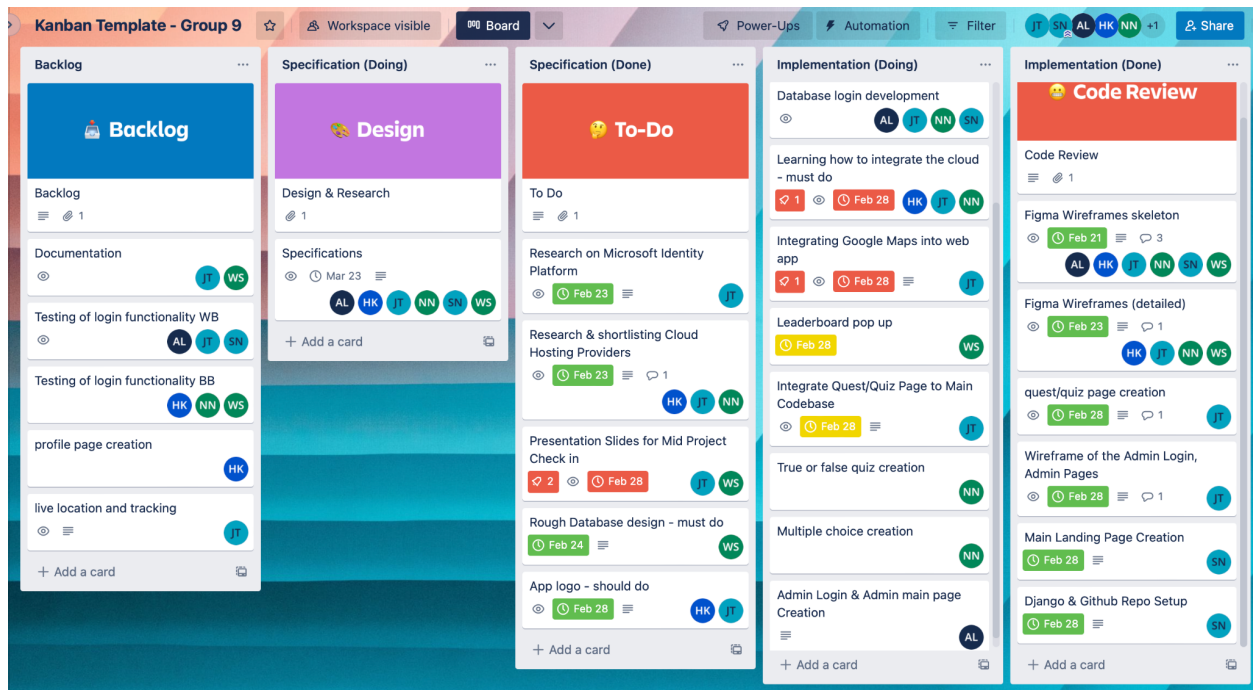 Kanban Template - Group 9
Workspace visible
Board
Power-Ups
Automation
Filter
JT SN AL HK NN +1
Share
Backlog
Backlog
Backlog
1
Documentation
JT WS
Testing of login functionality WB
AL JT SN
Testing of login functionality BB
HK NN WS
profile page creation
HK
live location and tracking
JT
+ Add a card
Specification (Doing)
Design
Design & Research
1
Specifications
Mar 23
AL HK JT NN SN WS
+ Add a card
Specification (Done)
To-Do
To Do
1
Research on Microsoft Identity
Platform
Feb 23
JT
Research & shortlisting Cloud
Hosting Providers
Feb 23 1
HK JT NN
Presentation Slides for Mid Project
Check in
2 Feb 28 JT WS
Rough Database design - must do
Feb 24
WS
App logo - should do
Feb 28 HK JT
+ Add a card
Implementation (Doing)
Database login development
AL JT NN SN
Learning how to integrate the cloud
- must do
1 Feb 28 HK JT NN
Integrating Google Maps into web
app
1 Feb 28 JT
Leaderboard pop up
Feb 28 WS
Integrate Quest/Quiz Page to Main
Codebase
Feb 28 JT
True or false quiz creation
NN
Multiple choice creation
NN
Admin Login & Admin main page
Creation
AL
+ Add a card
Implementation (Done)
Code Review
Code Review
1
Figma Wireframes skeleton
Feb 21 3
AL HK JT NN SN WS
Figma Wireframes (detailed)
Feb 23 1
HK JT NN WS
quest/quiz page creation
Feb 28 1 JT
Wireframe of the Admin Login,
Admin Pages
Feb 28 1 JT
Main Landing Page Creation
Feb 28 SN
Django & Github Repo Setup
Feb 28 SN
+ Add a card